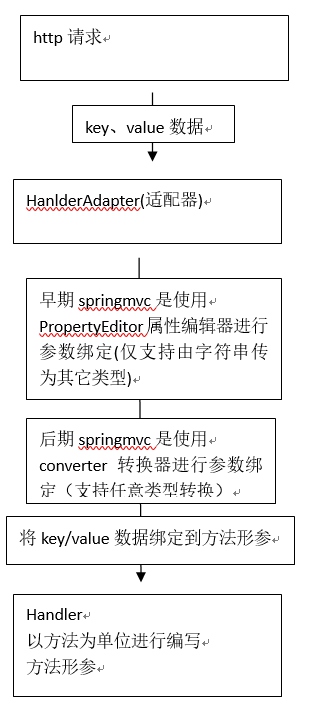 http 请求
key、value 数据
HanlderAdapter(适配器)
早期 springmvc 是使用
PropertyEditor 属性编辑器进行
参数绑定(仅支持由字符串传
为其它类型)
后期 springmvc 是使用
converter 转换器进行参数绑
定（支持任意类型转换）
将 key/value 数据绑定到方法形参
Handler
以方法为单位进行编写
方法形参